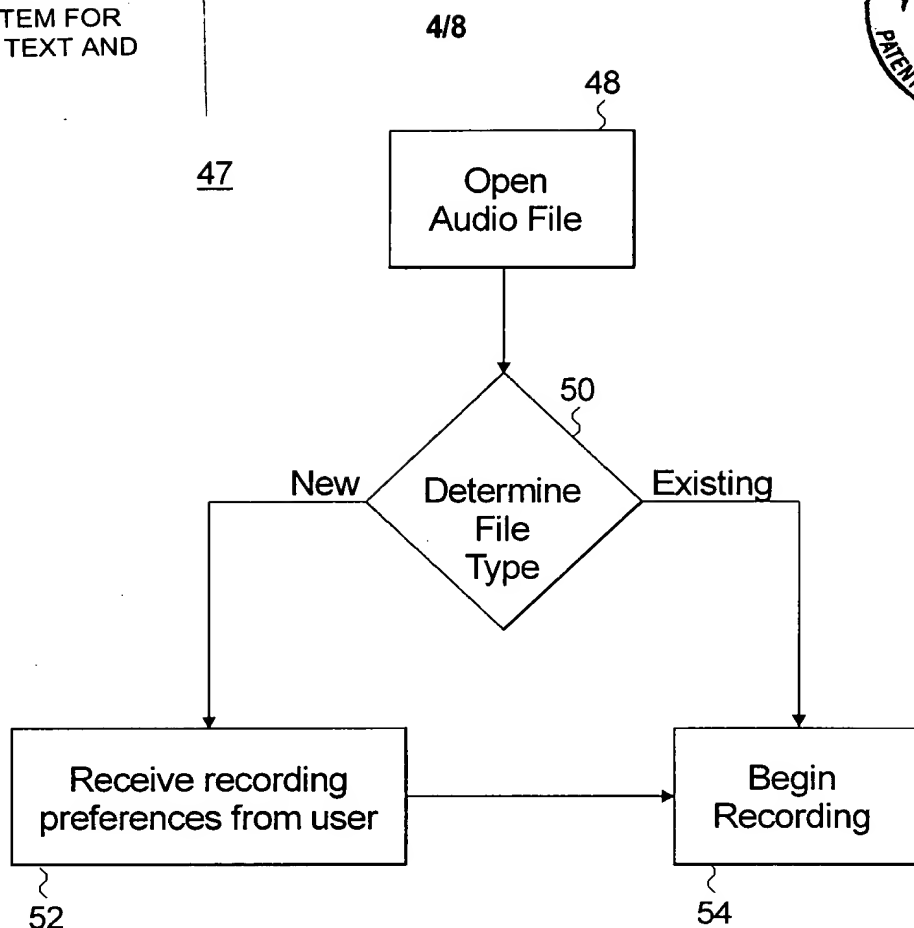 TEM FOR
TEXT AND
4/8
PATENT
48
47
Open
Audio File
50
New
Existing
Determine
File
Type
Receive recording
preferences from user
Begin
Recording
52
54